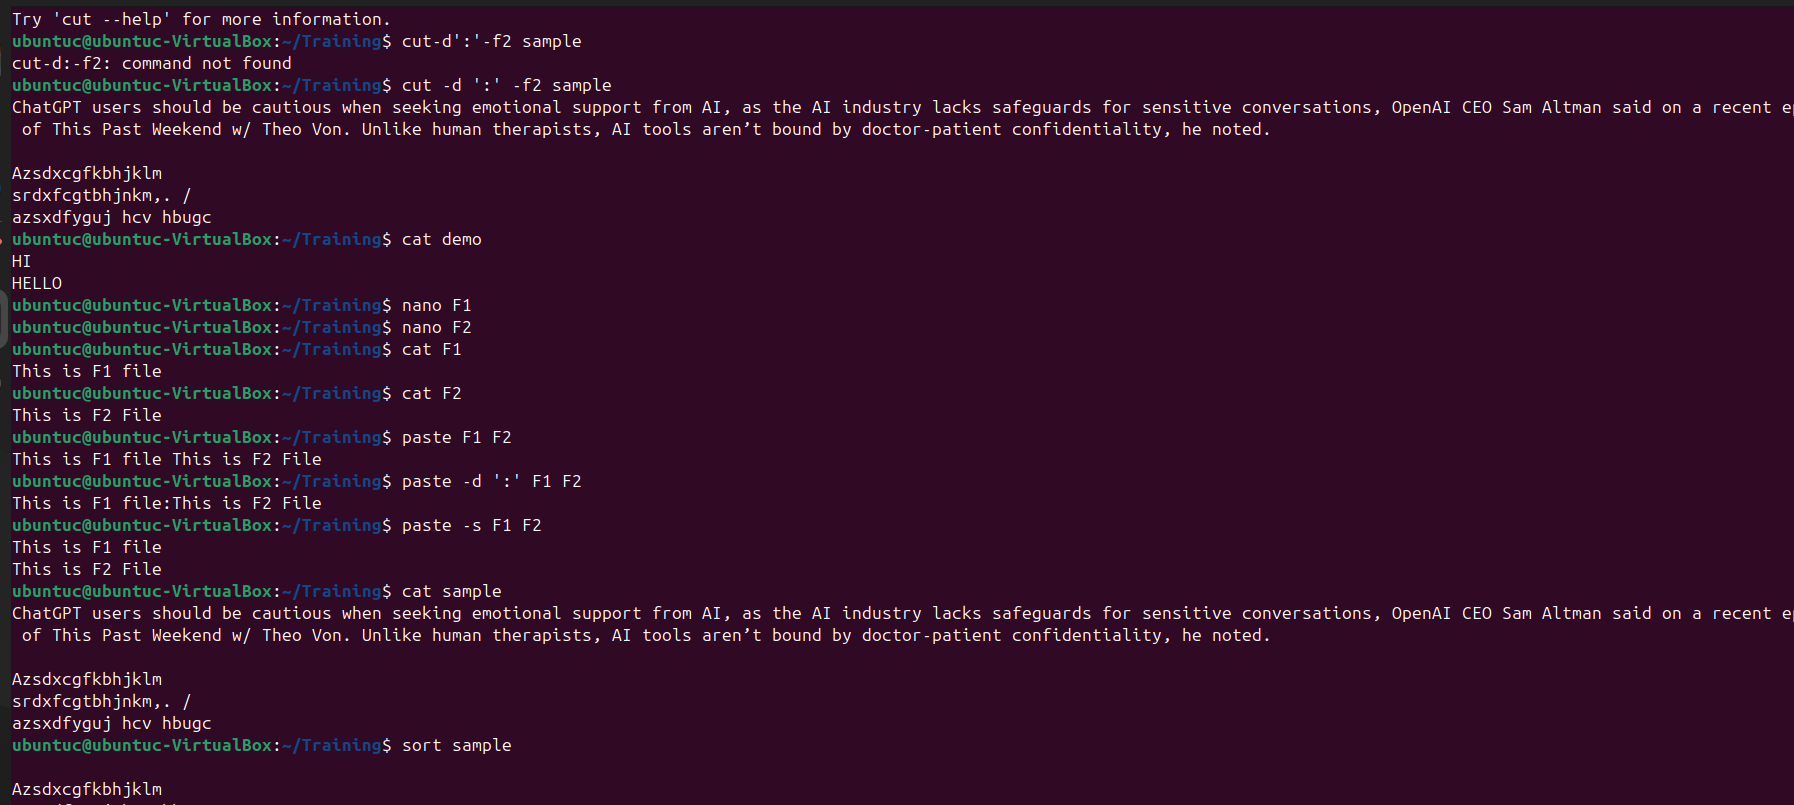 Try 'cut --help' for more information.
ubuntuc@ubuntuc-VirtualBox:~/Training$ cut-d':'-f2 sample
cut-d:-f2: command not found
ubuntuc@ubuntuc-VirtualBox:~/Training$ cut -d ':' -f2 sample
ChatGPT users should be cautious when seeking emotional support from AI, as the AI industry lacks safeguards for sensitive conversations, OpenAI CEO Sam Altman said on a recent
of This Past Weekend w/ Theo Von. Unlike human therapists, AI tools aren’t bound by doctor-patient confidentiality, he noted.
Azsdxcgfkbhjklm
srdxfcgtbhjnkm,. /
azsxdfyguj hcv hbugc
ubuntuc@ubuntuc-VirtualBox:~/Training$ cat demo
HI
HELLO
ubuntuc@ubuntuc-VirtualBox:~/Training$ nano F1
ubuntuc@ubuntuc-VirtualBox:~/Training$ nano F2
ubuntuc@ubuntuc-VirtualBox:~/Training$ cat F1
This is F1 file
ubuntuc@ubuntuc-VirtualBox:~/Training$ cat F2
This is F2 File
ubuntuc@ubuntuc-VirtualBox:~/Training$ paste F1 F2
This is F1 file This is F2 File
ubuntuc@ubuntuc-VirtualBox:~/Training$ paste -d ':' F1 F2
This is F1 file:This is F2 File
ubuntuc@ubuntuc-VirtualBox:~/Training$ paste -s F1 F2
This is F1 file
This is F2 File
ubuntuc@ubuntuc-VirtualBox:~/Training$ cat sample
ChatGPT users should be cautious when seeking emotional support from AI, as the AI industry lacks safeguards for sensitive conversations, OpenAI CEO Sam Altman said on a recent
of This Past Weekend w/ Theo Von. Unlike human therapists, AI tools aren’t bound by doctor-patient confidentiality, he noted.
Azsdxcgfkbhjklm
srdxfcgtbhjnkm,. /
azsxdfyguj hcv hbugc
ubuntuc@ubuntuc-VirtualBox:~/Training$ sort sample
Azsdxcgfkbhjklm